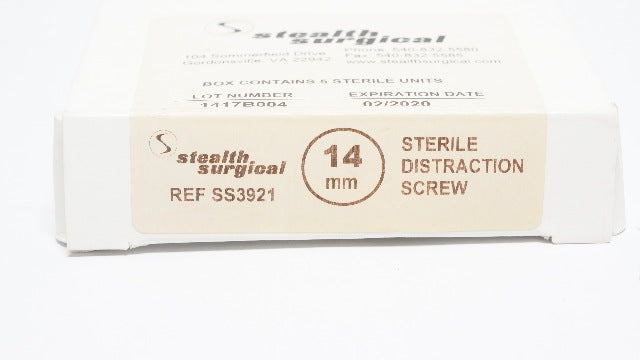 stealth
surgical
104 Sommerfield Drive
Gordonsville, VA 22942
Phone: 540-832-5580
Fax: 540-832-5585
www.stealthsurgical.com
BOX CONTAINS 5 STERILE UNITS
LOT NUMBER
1417B004
EXPIRATION DATE
02/2020
stealth
surgical
REF SS3921
14
mm
STERILE
DISTRACTION
SCREW